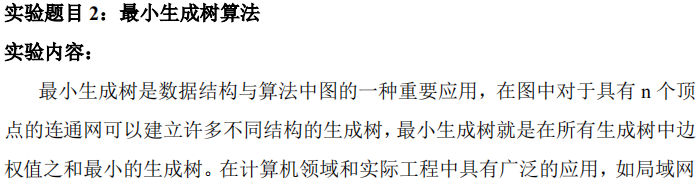 实验题目 2：最小生成树算法
实验内容：
最小生成树是数据结构与算法中图的一种重要应用，在图中对于具有 n 个顶
点的连通网可以建立许多不同结构的生成树，最小生成树就是在所有生成树中边
权值之和最小的生成树。在计算机领域和实际工程中具有广泛的应用，如局域网